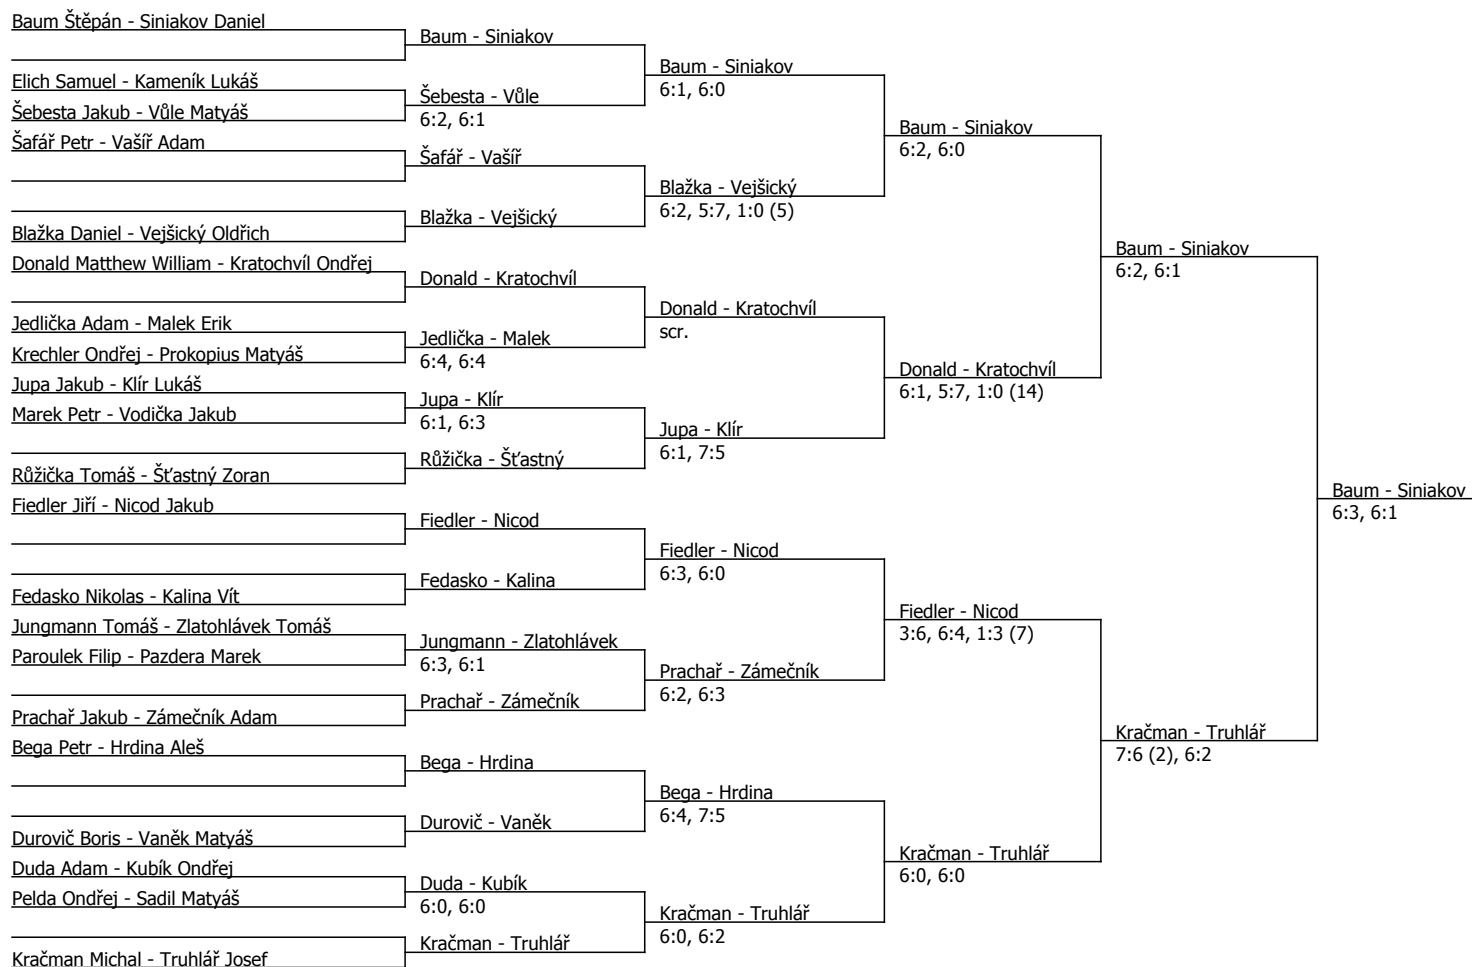 Baum Štěpán - Siniakov Daniel
Elich Samuel - Kameník Lukáš
Šebesta Jakub - Vůle Matyáš
Šafář Petr - Vašíř Adam
Blažka Daniel - Vejšický Oldřich
Donald Matthew William - Kratochvíl Ondřej
Jedlička Adam - Malek Erik
Krechler Ondřej - Prokopius Matyáš
Jupa Jakub - Klír Lukáš
Marek Petr - Vodička Jakub
Růžička Tomáš - Šťastný Zoran
Fiedler Jiří - Nicod Jakub
Fedasko Nikolas - Kalina Vít
Jungmann Tomáš - Zlatohlávek Tomáš
Paroulek Filip - Pazdera Marek
Prachař Jakub - Zámečník Adam
Bega Petr - Hrdina Aleš
Durovič Boris - Vaněk Matyáš
Duda Adam - Kubík Ondřej
Pelda Ondřej - Sadil Matyáš
Kračman Michal - Truhlář Josef
Baum - Siniakov
Šebesta - Vůle
6:2, 6:1
Šafář - Vašíř
Blažka - Vejšický
Donald - Kratochvíl
Jedlička - Malek
6:4, 6:4
Jupa - Klír
6:1, 6:3
Růžička - Šťastný
Fiedler - Nicod
Fedasko - Kalina
Jungmann - Zlatohlávek
6:3, 6:1
Prachař - Zámečník
Bega - Hrdina
Durovič - Vaněk
Duda - Kubík
6:0, 6:0
Kračman - Truhlář
Baum - Siniakov
6:1, 6:0
Blažka - Vejšický
6:2, 5:7, 1:0 (5)
Donald - Kratochvíl
scr.
Jupa - Klír
6:1, 7:5
Fiedler - Nicod
6:3, 6:0
Prachař - Zámečník
6:2, 6:3
Bega - Hrdina
6:4, 7:5
Kračman - Truhlář
6:0, 6:2
Baum - Siniakov
6:2, 6:0
Donald - Kratochvíl
6:1, 5:7, 1:0 (14)
Fiedler - Nicod
3:6, 6:4, 1:3 (7)
Kračman - Truhlář
6:0, 6:0
Baum - Siniakov
6:2, 6:1
Kračman - Truhlář
7:6 (2), 6:2
Baum - Siniakov
6:3, 6:1